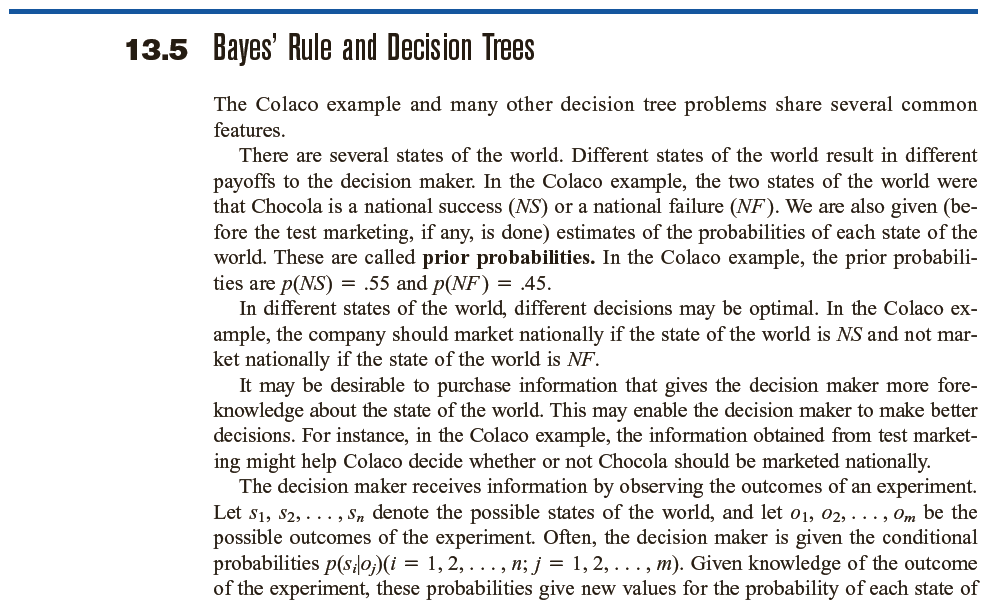 13.5 Bayes' Rule and Decision Trees
The Colaco example and many other decision tree problems share several common
features.
There are several states of the world. Different states of the world result in different
payoffs to the decision maker. In the Colaco example, the two states of the world were
that Chocola is a national success (NS) or a national failure (NF). We are also given (be-
fore the test marketing, if any, is done) estimates of the probabilities of each state of the
world. These are called prior probabilities. In the Colaco example, the prior probabili-
ties are p(NS) = .55 and p(NF) = .45.
In different states of the world, different decisions may be optimal. In the Colaco ex-
ample, the company should market nationally if the state of the world is NS and not mar-
ket nationally if the state of the world is NF.
It may be desirable to purchase information that gives the decision maker more fore-
knowledge about the state of the world. This may enable the decision maker to make better
decisions. For instance, in the Colaco example, the information obtained from test market-
ing might help Colaco decide whether or not Chocola should be marketed nationally.
The decision maker receives information by observing the outcomes of an experiment.
Let s₁, s₂, . . . , sₙ denote the possible states of the world, and let o₁, o₂, . . . , oₘ be the
possible outcomes of the experiment. Often, the decision maker is given the conditional
probabilities p(sᵢ|oⱼ)(i = 1, 2, . . . , n; j = 1, 2, . . . , m). Given knowledge of the outcome
of the experiment, these probabilities give new values for the probability of each state of